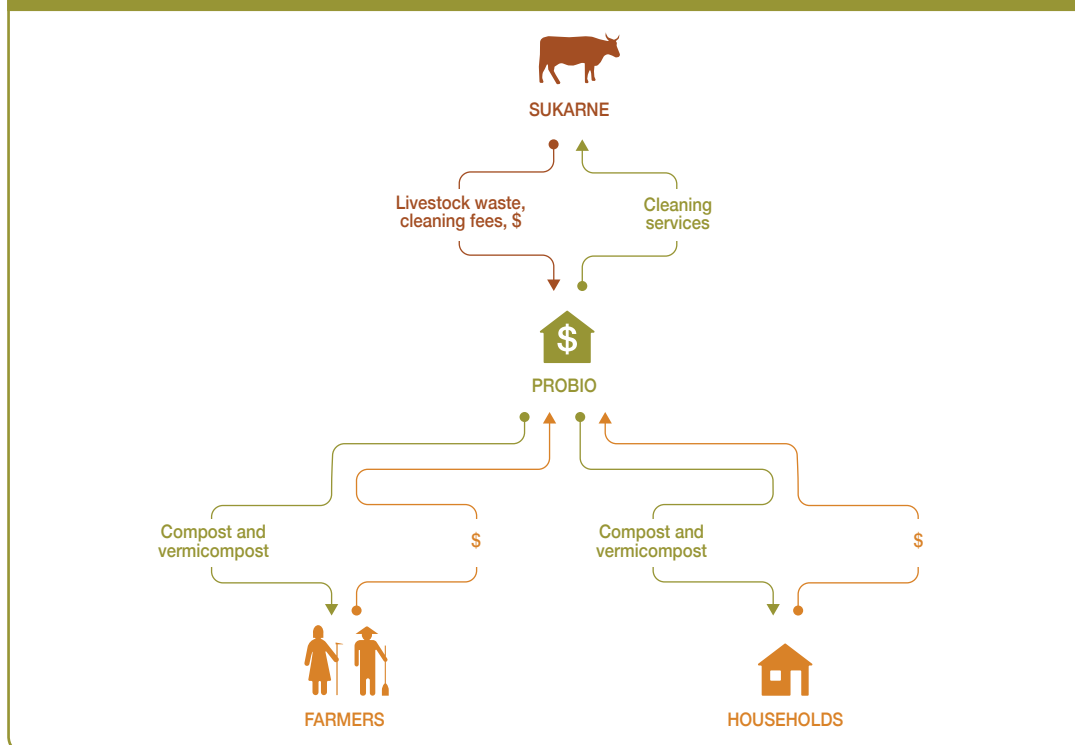 SUKARNE
Livestock waste,
cleaning fees, $
Cleaning
services
$
PROBIO
Compost and
vermicompost
$
Compost and
vermicompost
$
FARMERS
HOUSEHOLDS